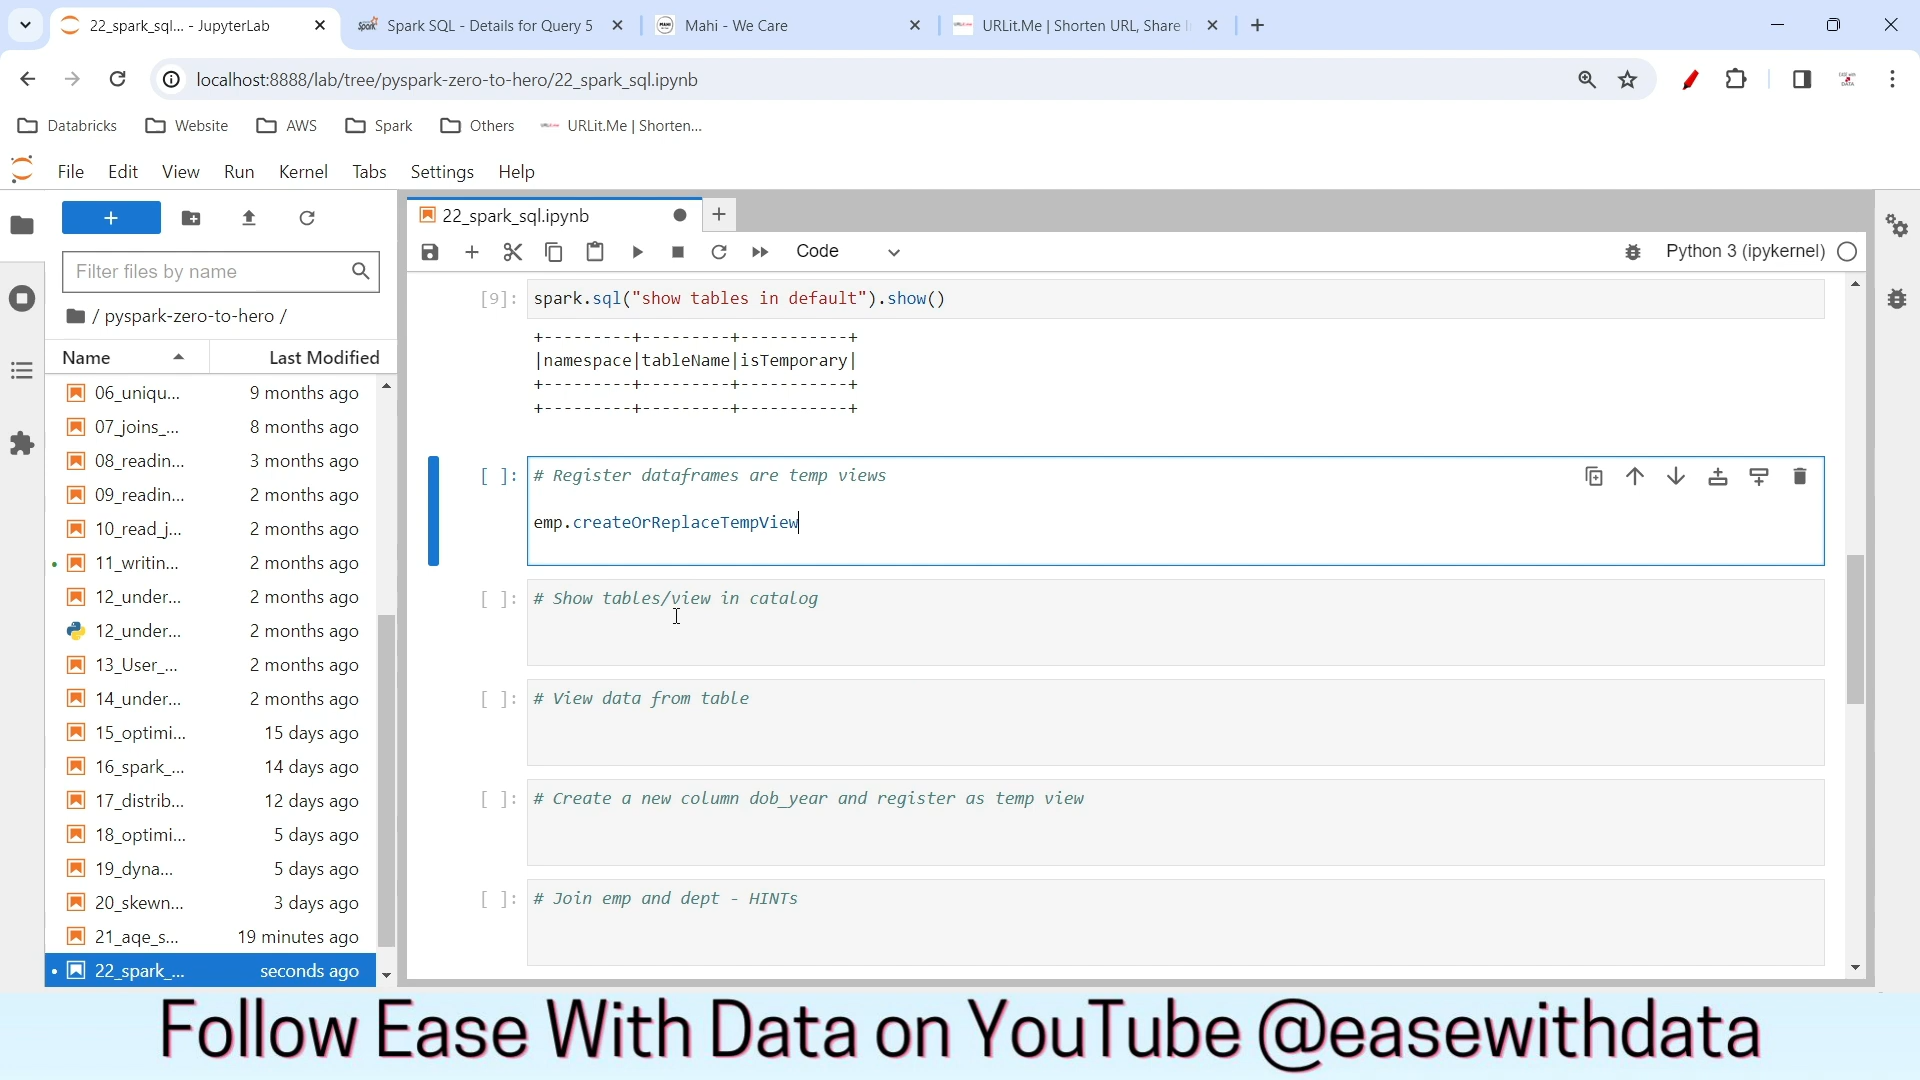 22_spark_sql... - JupyterLab
Spark SQL - Details for Query 5
Mahi - We Care
URLit.Me | Shorten URL, Share
localhost:8888/lab/tree/pyspark-zero-to-hero/22_spark_sql.ipynb
Databricks
Website
AWS
Spark
Others
URLit.Me | Shorten...
File
Edit
View
Run
Kernel
Tabs
Settings
Help
22_spark_sql.ipynb
Filter files by name
Code
Python 3 (ipykernel)
/ pyspark-zero-to-hero /
Name
Last Modified
06_uniqu... 9 months ago
07_joins_... 8 months ago
08_readin... 3 months ago
09_readin... 2 months ago
10_read_j... 2 months ago
11_writin... 2 months ago
12_under... 2 months ago
12_under... 2 months ago
13_User_... 2 months ago
14_under... 2 months ago
15_optimi... 15 days ago
16_spark_... 14 days ago
17_distrib... 12 days ago
18_optimi... 5 days ago
19_dyna... 5 days ago
20_skewn... 3 days ago
21_aqe_s... 19 minutes ago
22_spark_... seconds ago
[9]: spark.sql("show tables in default").show()
+---------+---------+-----------+
|namespace|tableName|isTemporary|
+---------+---------+-----------+
+---------+---------+-----------+
[ ]: # Register dataframes are temp views
emp.createOrReplaceTempView
[ ]: # Show tables/view in catalog
[ ]: # View data from table
[ ]: # Create a new column dob_year and register as temp view
[ ]: # Join emp and dept - HINTs
Follow Ease With Data on YouTube @easewithdata